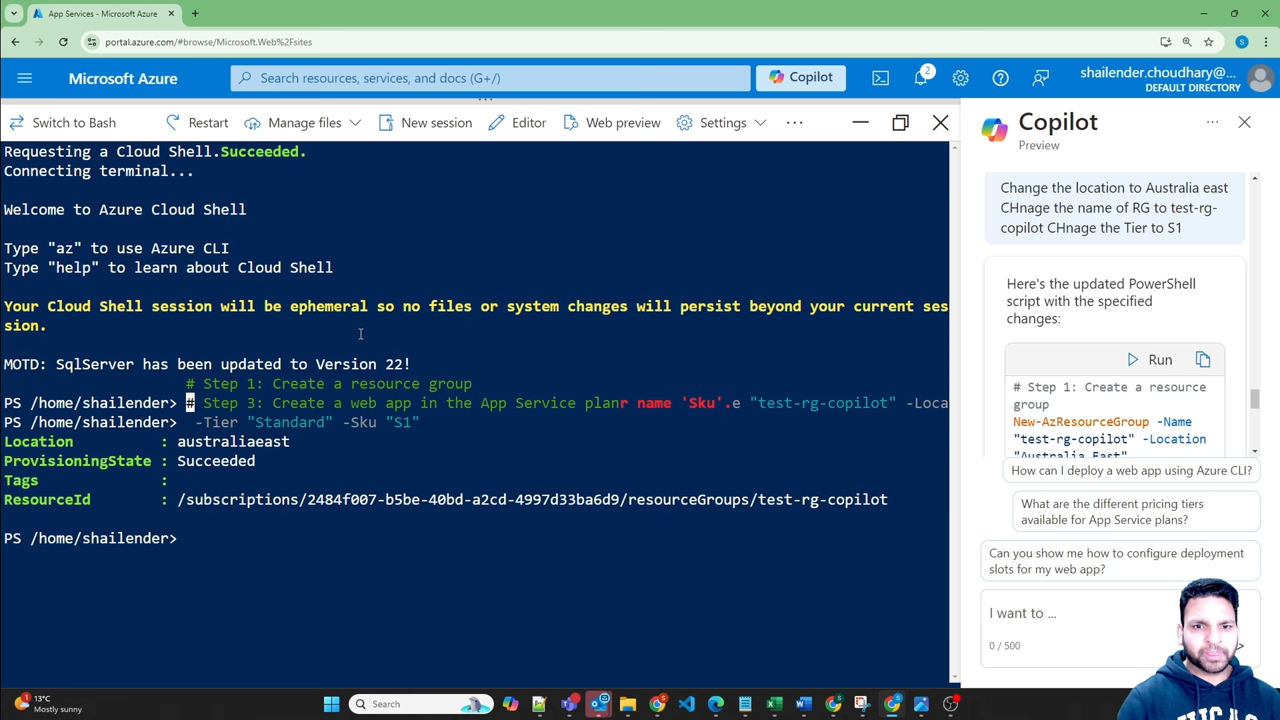 App Services - Microsoft Azure
portal.azure.com/#browse/Microsoft.Web%2Fsites
Microsoft Azure
Search resources, services, and docs (G+/)
Copilot
2
shailender.choudhary@...
DEFAULT DIRECTORY
Switch to Bash
Restart
Manage files
New session
Editor
Web preview
Settings
Requesting a Cloud Shell.Succeeded.
Connecting terminal...
Welcome to Azure Cloud Shell
Type "az" to use Azure CLI
Type "help" to learn about Cloud Shell
Your Cloud Shell session will be ephemeral so no files or system changes will persist beyond your current ses
sion.
MOTD: SqlServer has been updated to Version 22!
# Step 1: Create a resource group
PS /home/shailender> # Step 3: Create a web app in the App Service planr name 'Sku'.e "test-rg-copilot" -Loca
PS /home/shailender> -Tier "Standard" -Sku "S1"
Location : australiaeast
ProvisioningState : Succeeded
Tags :
ResourceId : /subscriptions/2484f007-b5be-40bd-a2cd-4997d33ba6d9/resourceGroups/test-rg-copilot
PS /home/shailender>
Copilot
Preview
Change the location to Australia east
CHnage the name of RG to test-rg-
copilot CHnage the Tier to S1
Here's the updated PowerShell
script with the specified
changes:
Run
# Step 1: Create a resource
group
New-AzResourceGroup -Name
"test-rg-copilot" -Location
"Australia East"
How can I deploy a web app using Azure CLI?
What are the different pricing tiers
available for App Service plans?
Can you show me how to configure deployment
slots for my web app?
I want to ...
0 / 500
13°C
Mostly sunny
Search